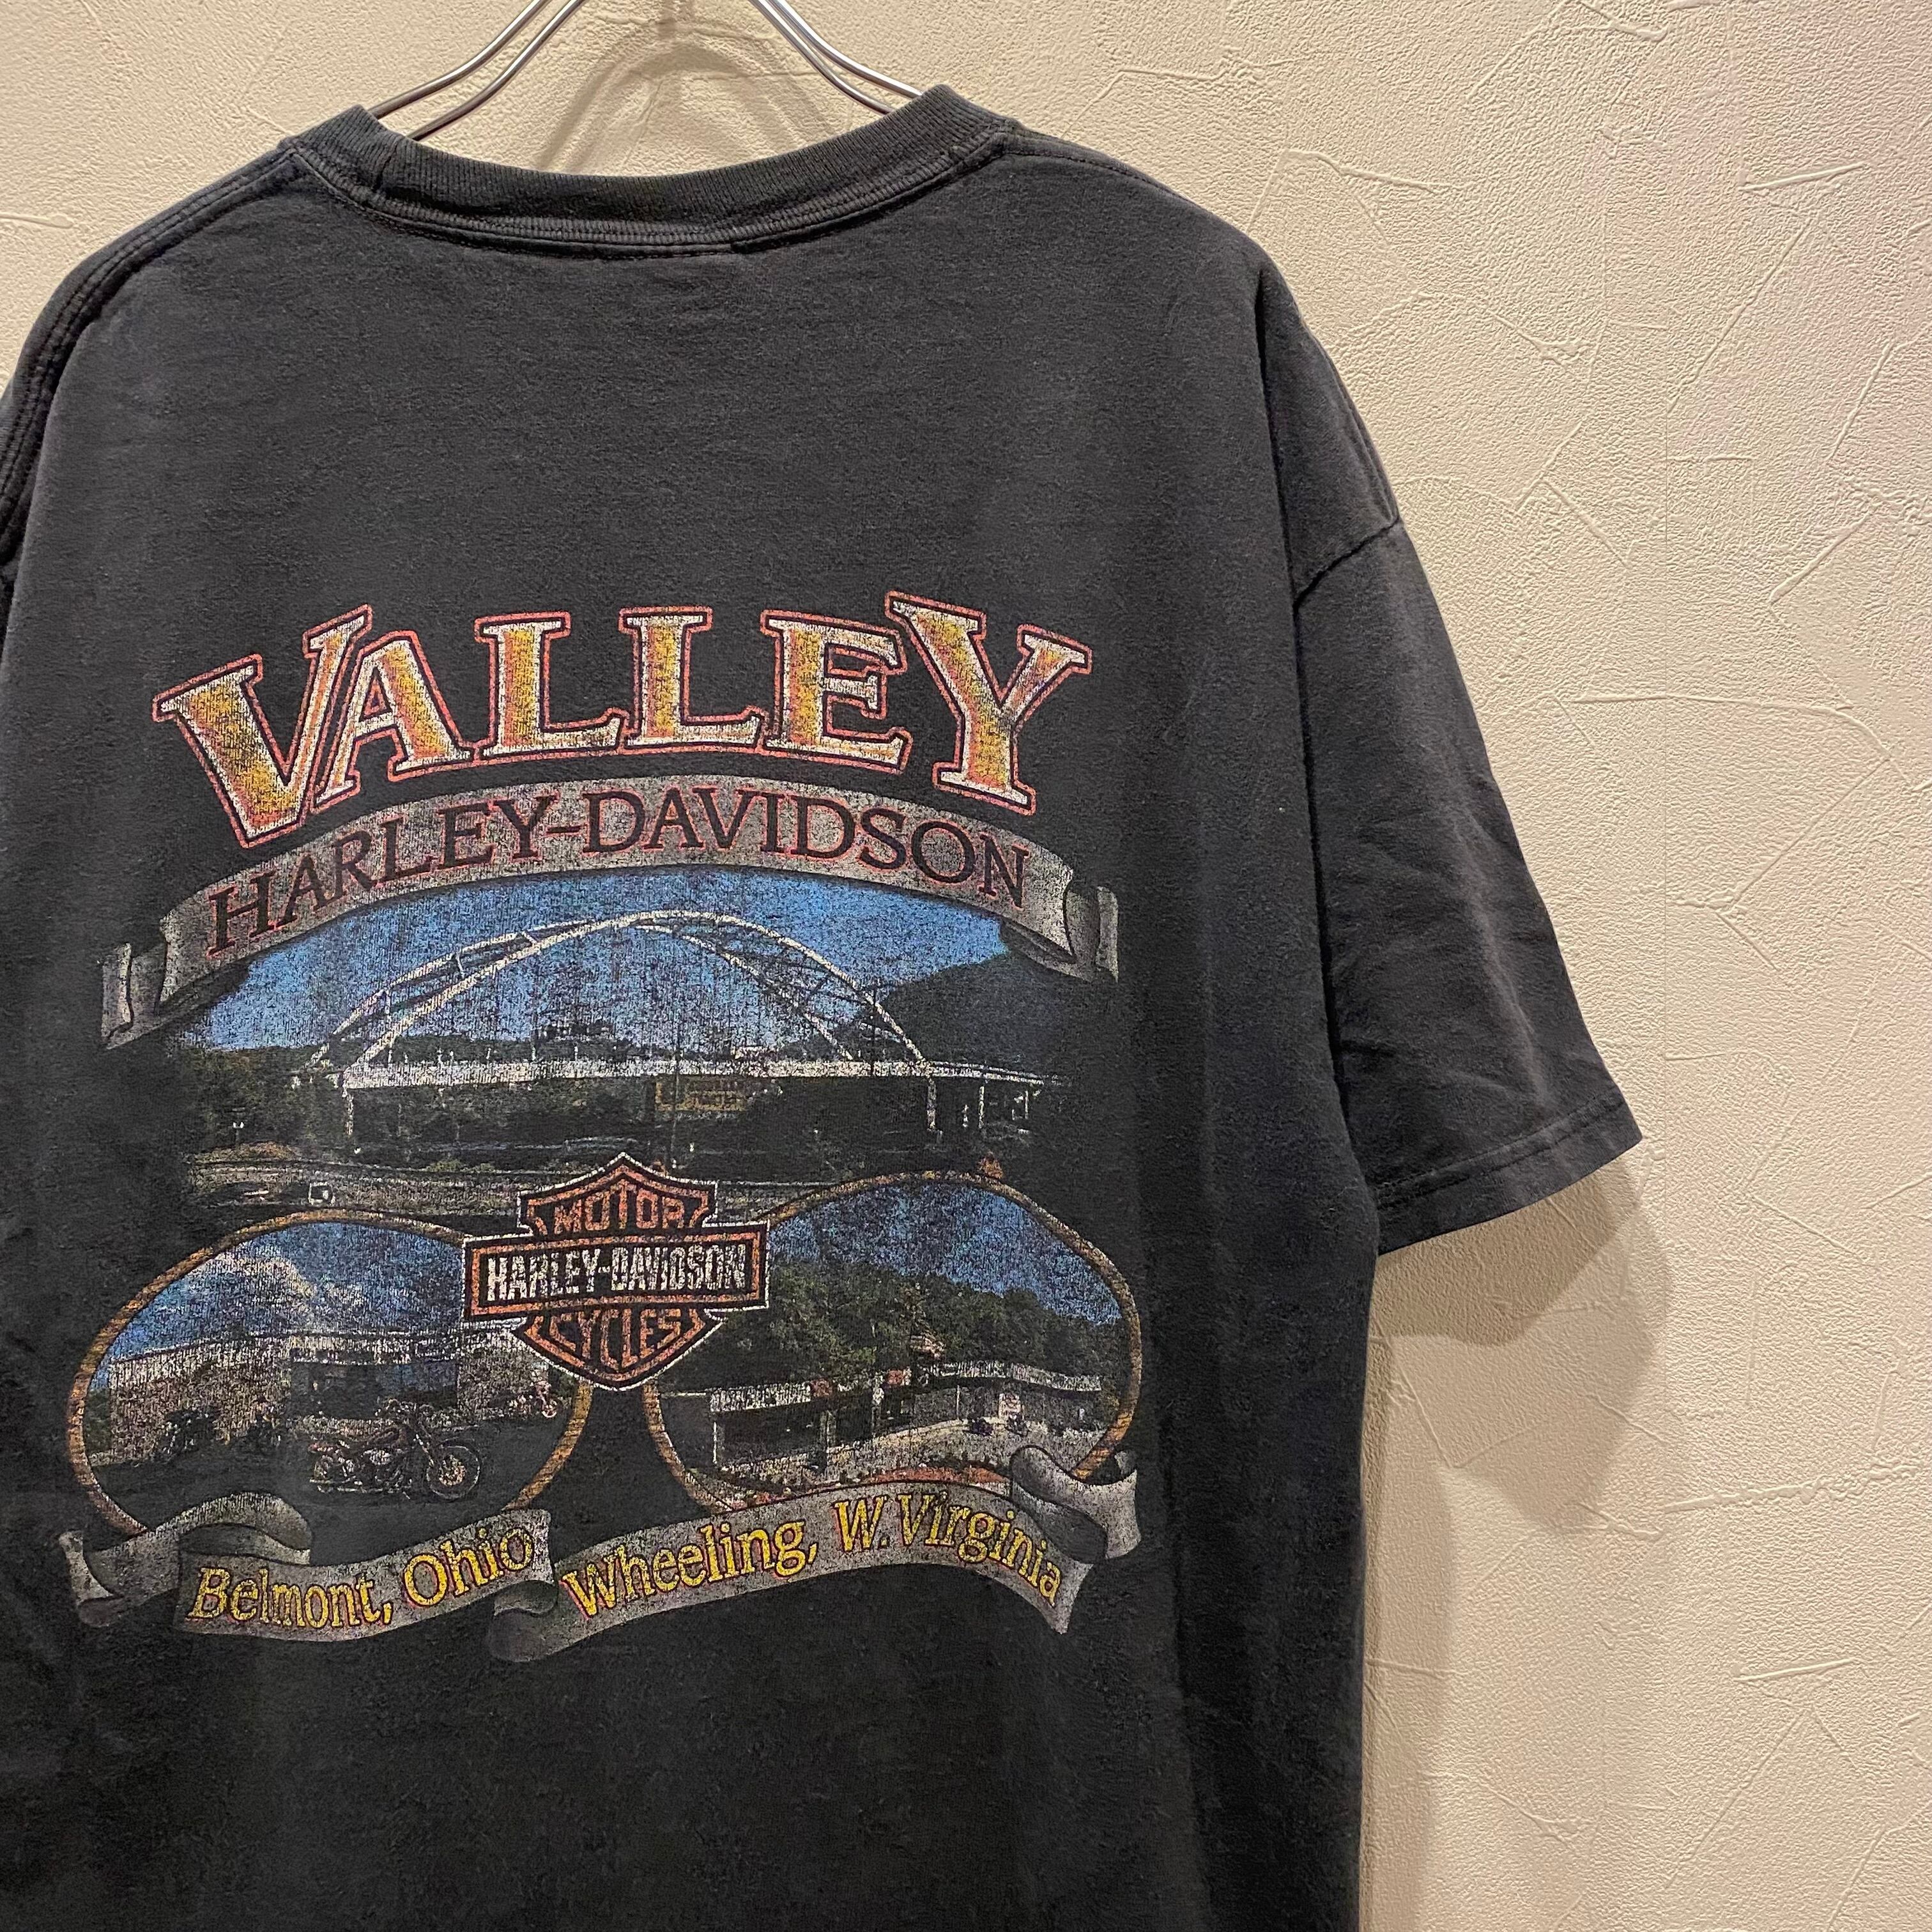 VALLEY
HARLEY-DAVIDSON
MOTOR
HARLEY-DAVIDSON
CYCLES
Belmont, Ohio
Wheeling, W. Virginia